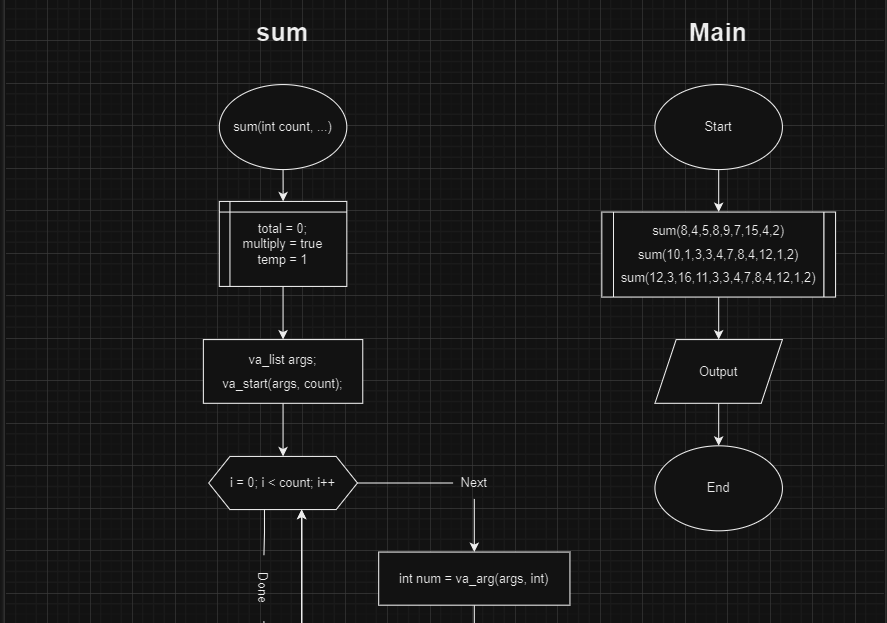 sum
Main
sum(int count, ...)
Start
total = 0;
multiply = true
temp = 1
sum(8,4,5,8,9,7,15,4,2)
sum(10,1,3,3,4,7,8,4,12,1,2)
sum(12,3,16,11,3,3,4,7,8,4,12,1,2)
va_list args;
va_start(args, count);
Output
i = 0; i < count; i++
Next
End
Done
int num = va_arg(args, int)